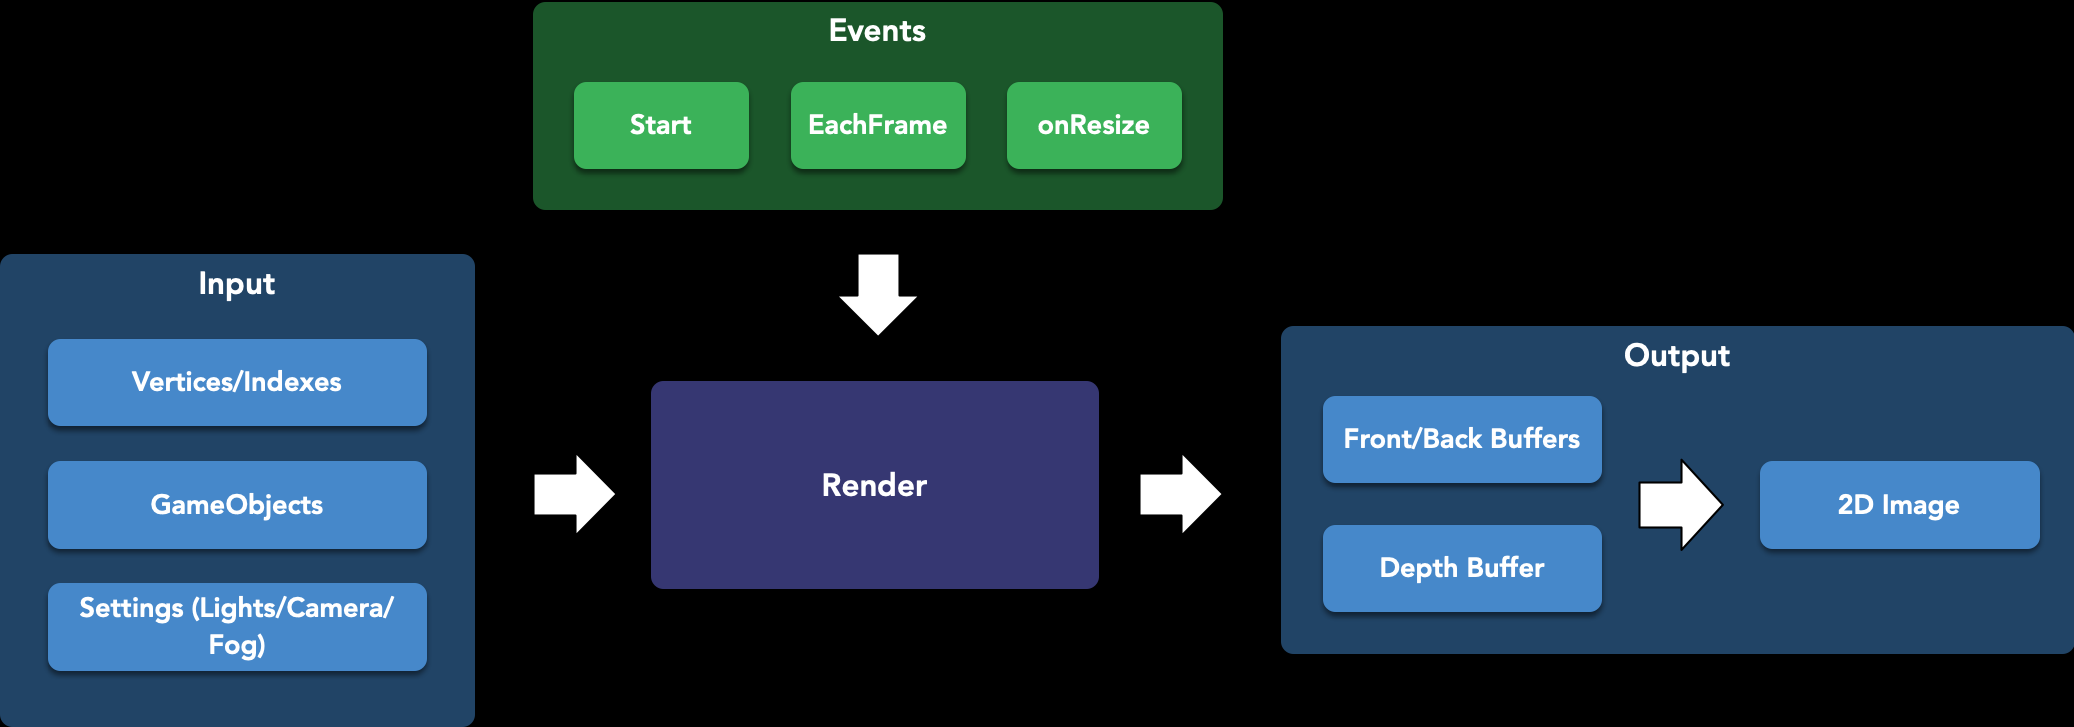 Events
Start
EachFrame
onResize
Input
Vertices/Indexes
GameObjects
Settings (Lights/Camera/
Fog)
Render
Output
Front/Back Buffers
Depth Buffer
2D Image